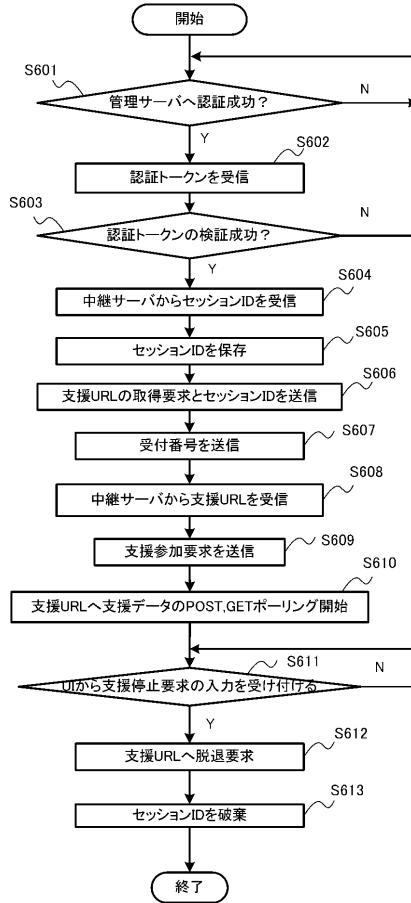 開始
S601
管理サーバへ認証成功?
N
Y
S602
認証トークンを受信
S603
認証トークンの検証成功?
N
Y
S604
中継サーバからセッションIDを受信
S605
セッションIDを保存
S606
支援URLの取得要求とセッションIDを送信
S607
受付番号を送信
S608
中継サーバから支援URLを受信
S609
支援参加要求を送信
S610
支援URLへ支援データのPOST,GETポーリング開始
S611
UIから支援停止要求の入力を受け付ける
N
Y
S612
支援URLへ脱退要求
S613
セッションIDを破棄
終了